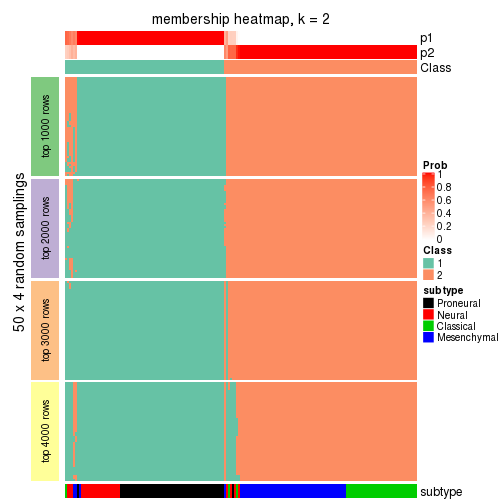 membership heatmap, k = 2
p1
p2
Class
50 x 4 random samplings
top 1000 rows
top 2000 rows
top 3000 rows
top 4000 rows
Prob
1
0.8
0.6
0.4
0.2
0
Class
1
2
subtype
Proneural
Neural
Classical
Mesenchymal
subtype